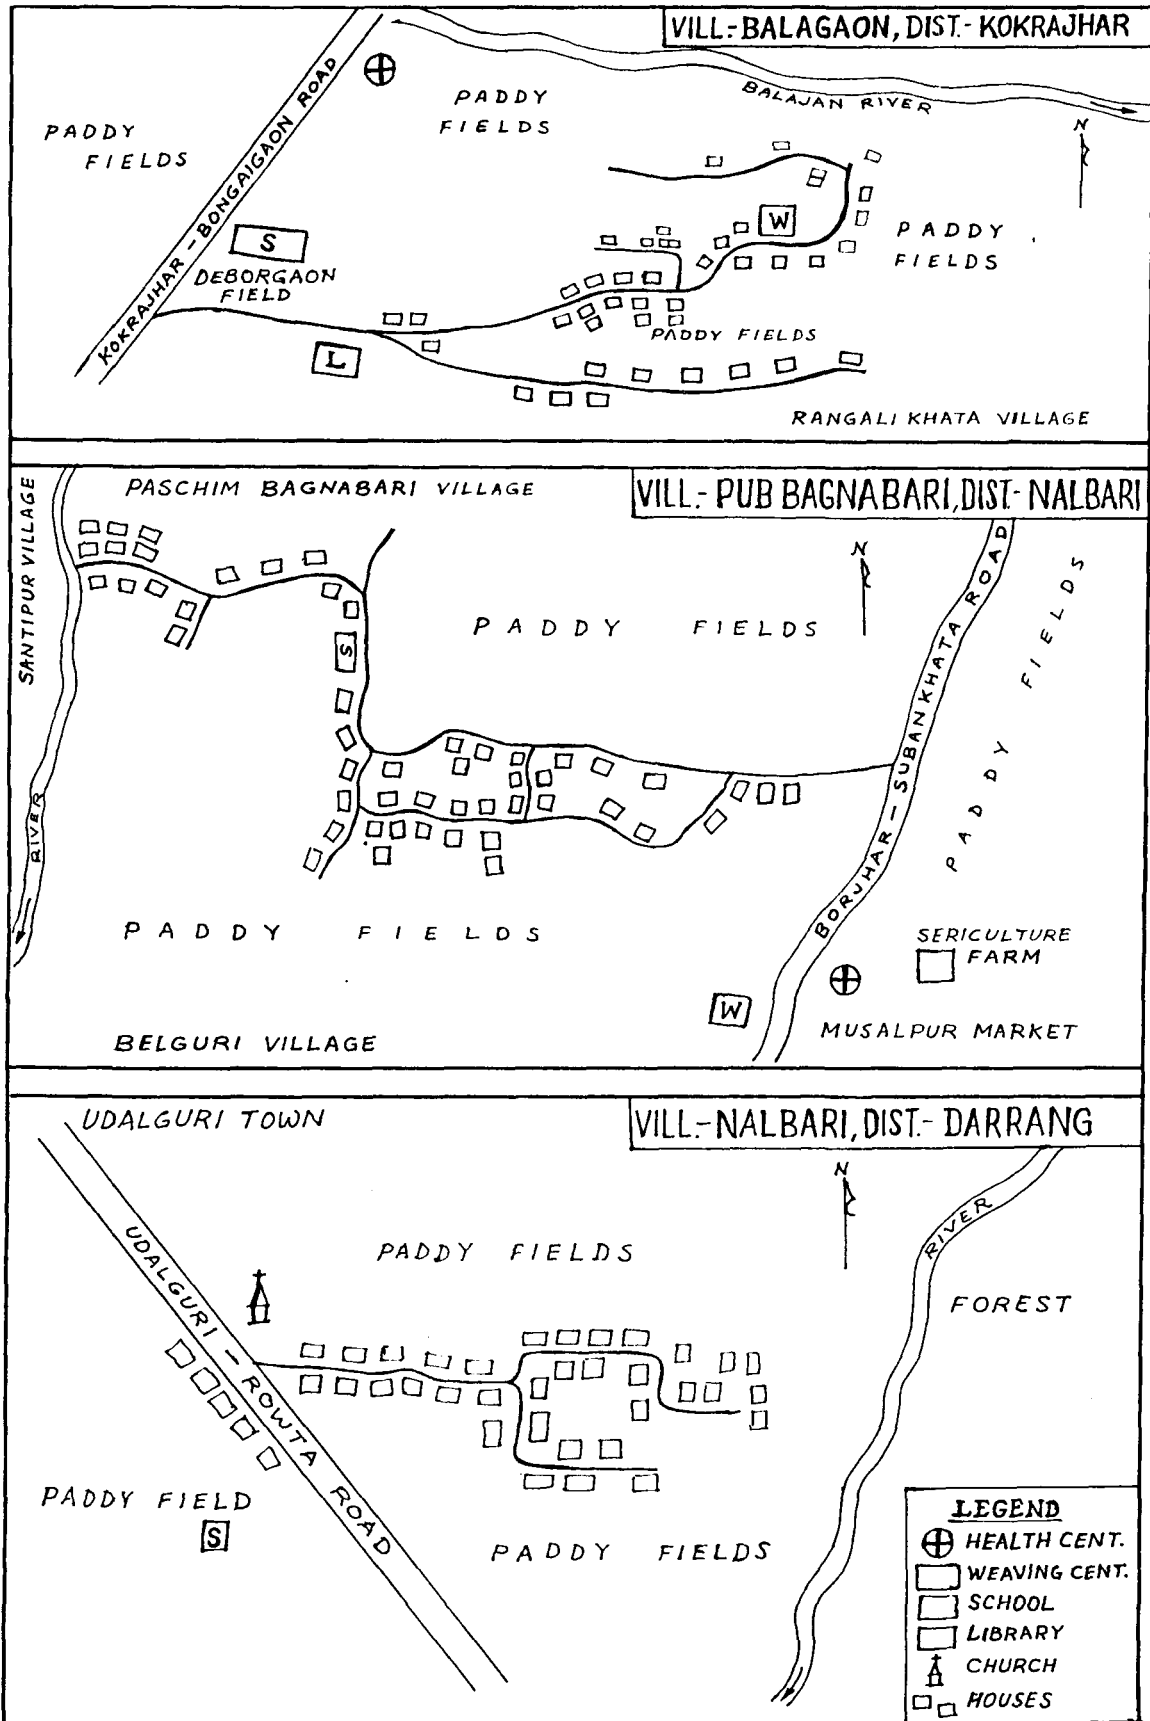 VILL.:- BALAGAON, DIST.- KOKRAJHAR
KOKRAJHAR - BONGAIGAON ROAD
BALAJAN RIVER
PADDY
FIELDS
PADDY
FIELDS
N
W
PADDY
FIELDS
S
DEBORGAON
FIELD
PADDY FIELDS
L
RANGALI KHATA VILLAGE
VILL.- PUB BAGNABARI, DIST.- NALBARI
PASCHIM BAGNABARI VILLAGE
SANTIPUR VILLAGE
RIVER
N
PADDY FIELDS
BORJHAR - SUBANKHATA ROAD
PADDY FIELDS
S
PADDY FIELDS
SERICULTURE
FARM
W
MUSALPUR MARKET
BELGURI VILLAGE
VILL.- NALBARI, DIST.- DARRANG
UDALGURI TOWN
N
RIVER
UDALGURI - ROWTA ROAD
PADDY FIELDS
FOREST
PADDY FIELD
S
PADDY FIELDS
LEGEND
HEALTH CENT.
WEAVING CENT.
SCHOOL
LIBRARY
CHURCH
HOUSES